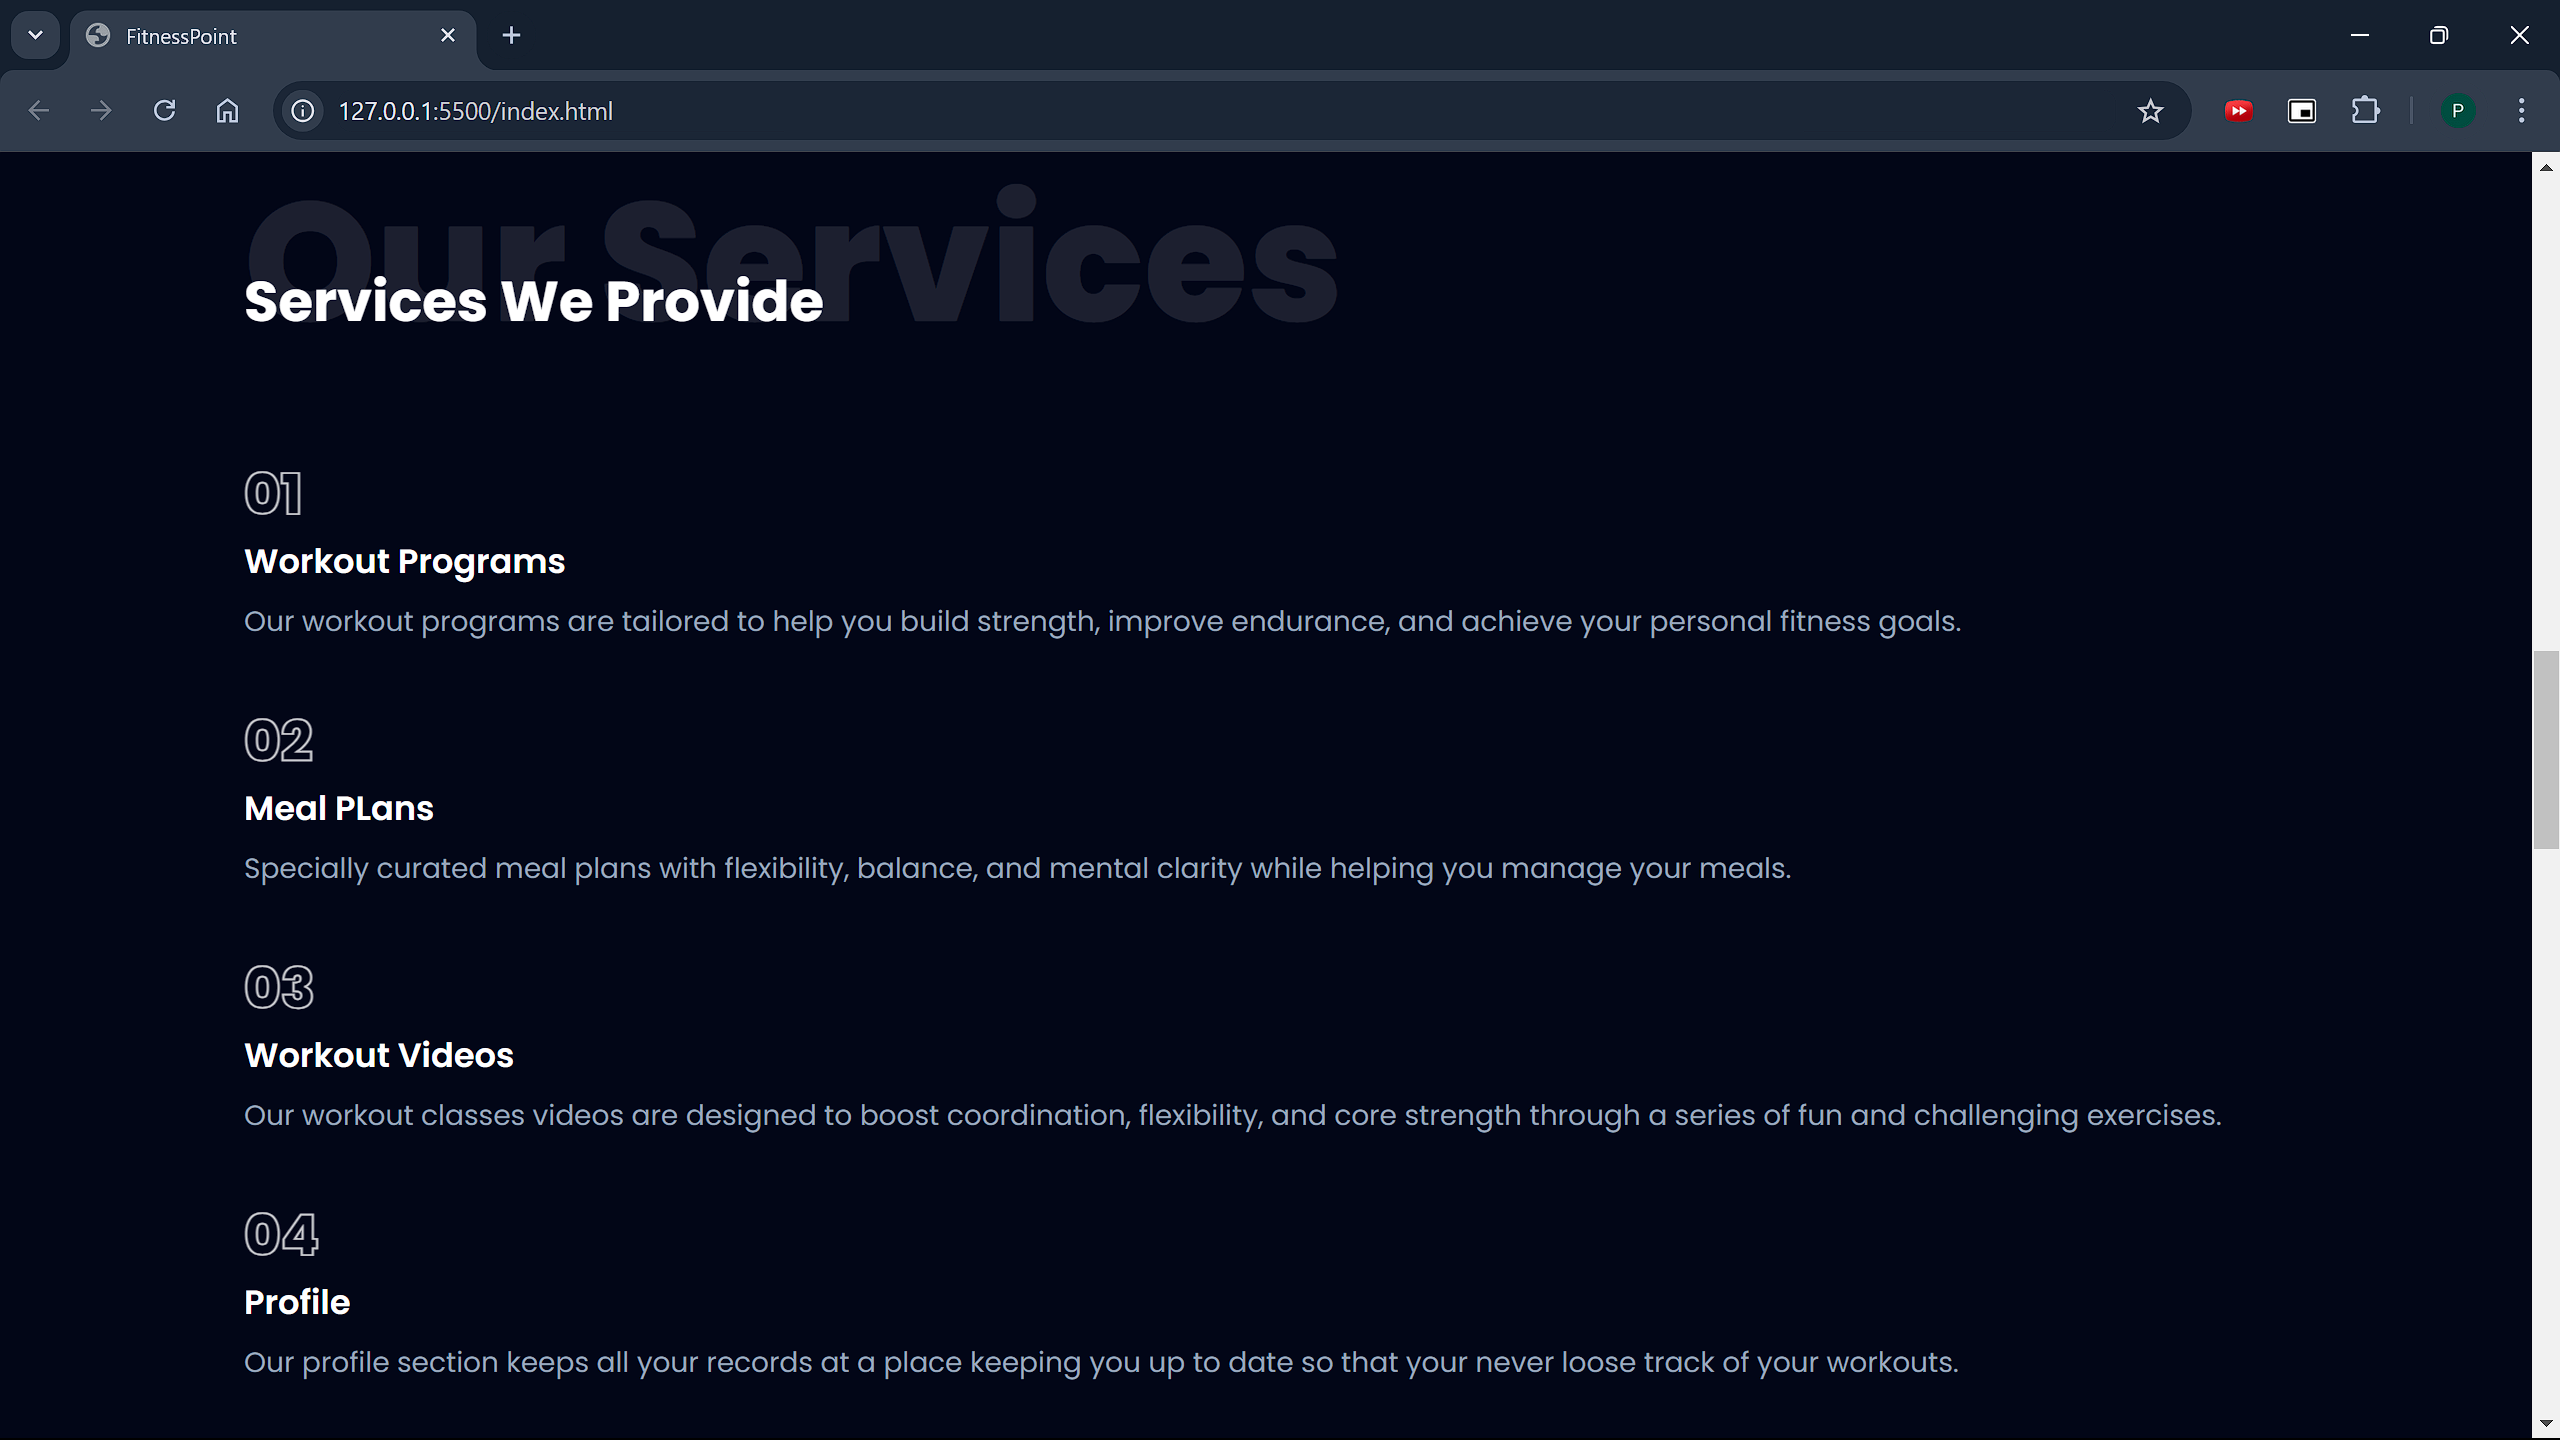 FitnessPoint
127.0.0.1:5500/index.html
P
Our Services
Services We Provide
01
Workout Programs
Our workout programs are tailored to help you build strength, improve endurance, and achieve your personal fitness goals.
02
Meal PLans
Specially curated meal plans with flexibility, balance, and mental clarity while helping you manage your meals.
03
Workout Videos
Our workout classes videos are designed to boost coordination, flexibility, and core strength through a series of fun and challenging exercises.
04
Profile
Our profile section keeps all your records at a place keeping you up to date so that your never loose track of your workouts.